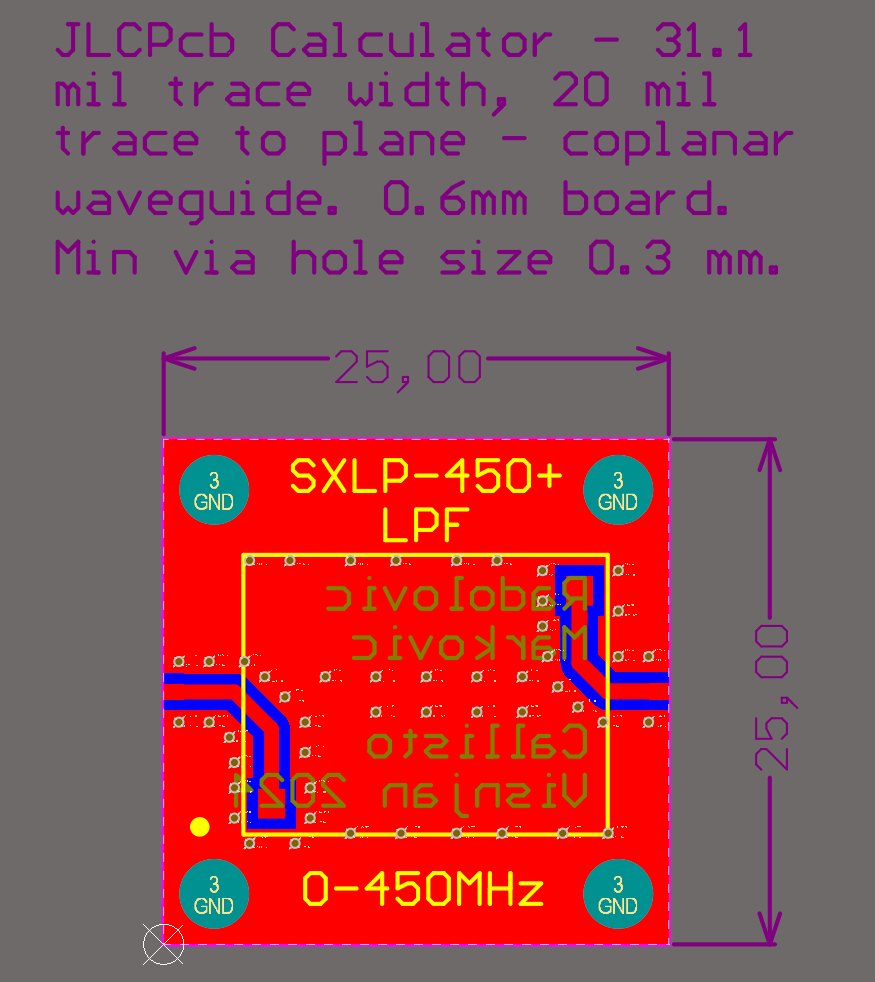 JLCPcb Calculator - 31.1
mil trace width, 20 mil
trace to plane - coplanar
waveguide. 0.6mm board.
Min via hole size 0.3 mm.
25,00
3
GND
SXLP-450+
LPF
3
GND
Radolovic
Markovic
25,00
Callisto
Visnjan 2021
3
GND
0-450MHz
3
GND